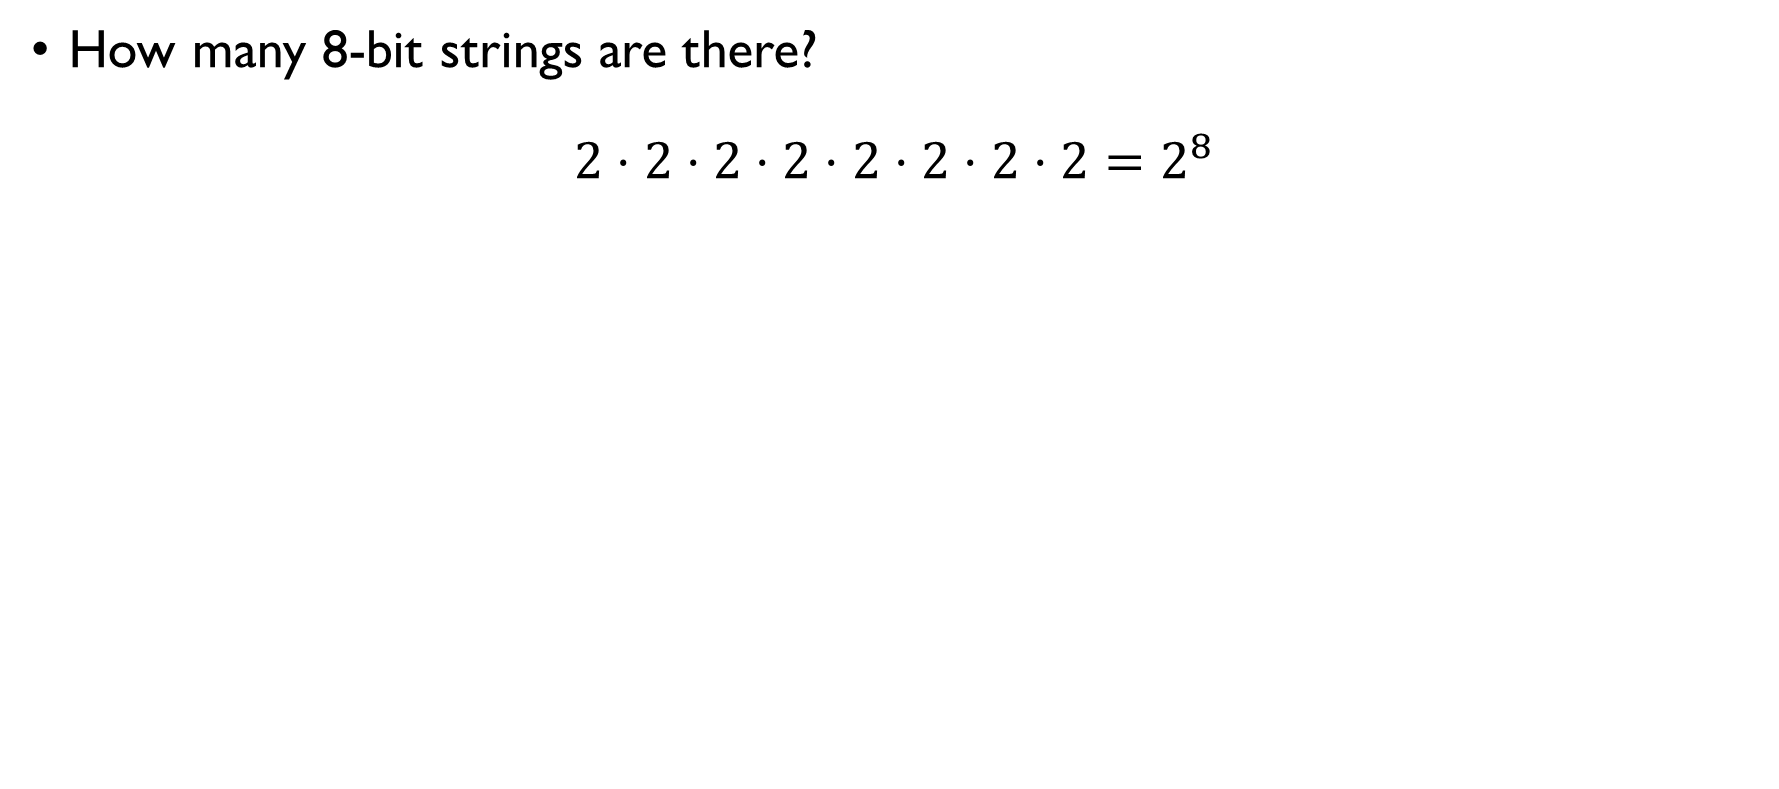 • How many 8-bit strings are there?
2 · 2 · 2 · 2 · 2 · 2 · 2 · 2 = 2⁸